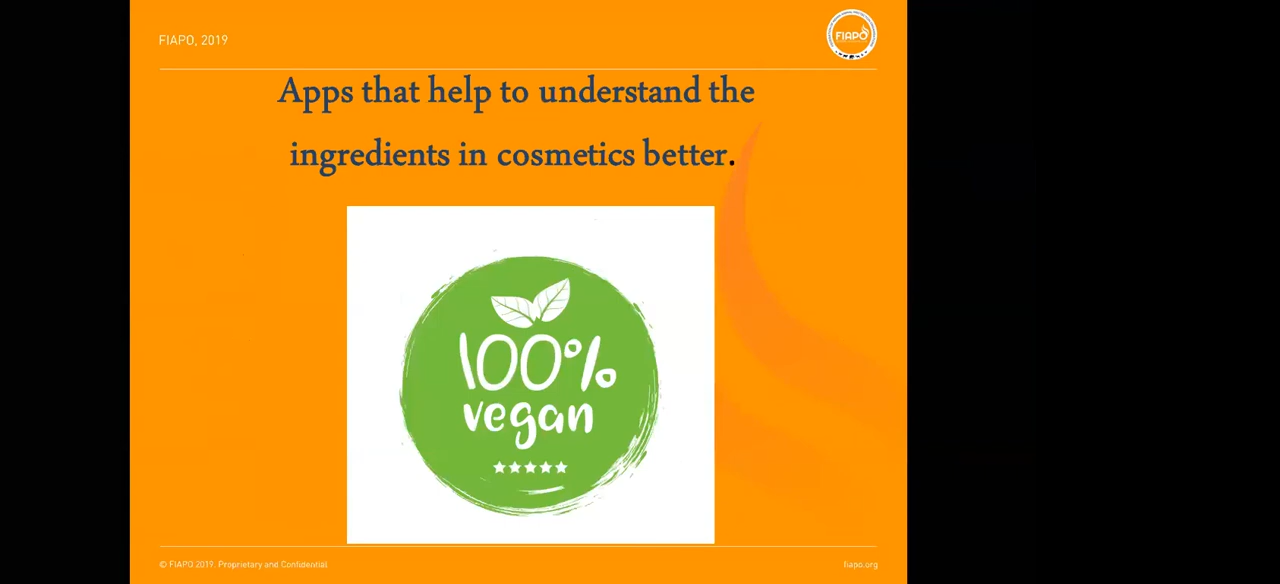 FIAPO, 2019
FIAPO
Apps that help to understand the
ingredients in cosmetics better.
100%
vegan
© FIAPO 2019. Proprietary and Confidential
fiapo.org